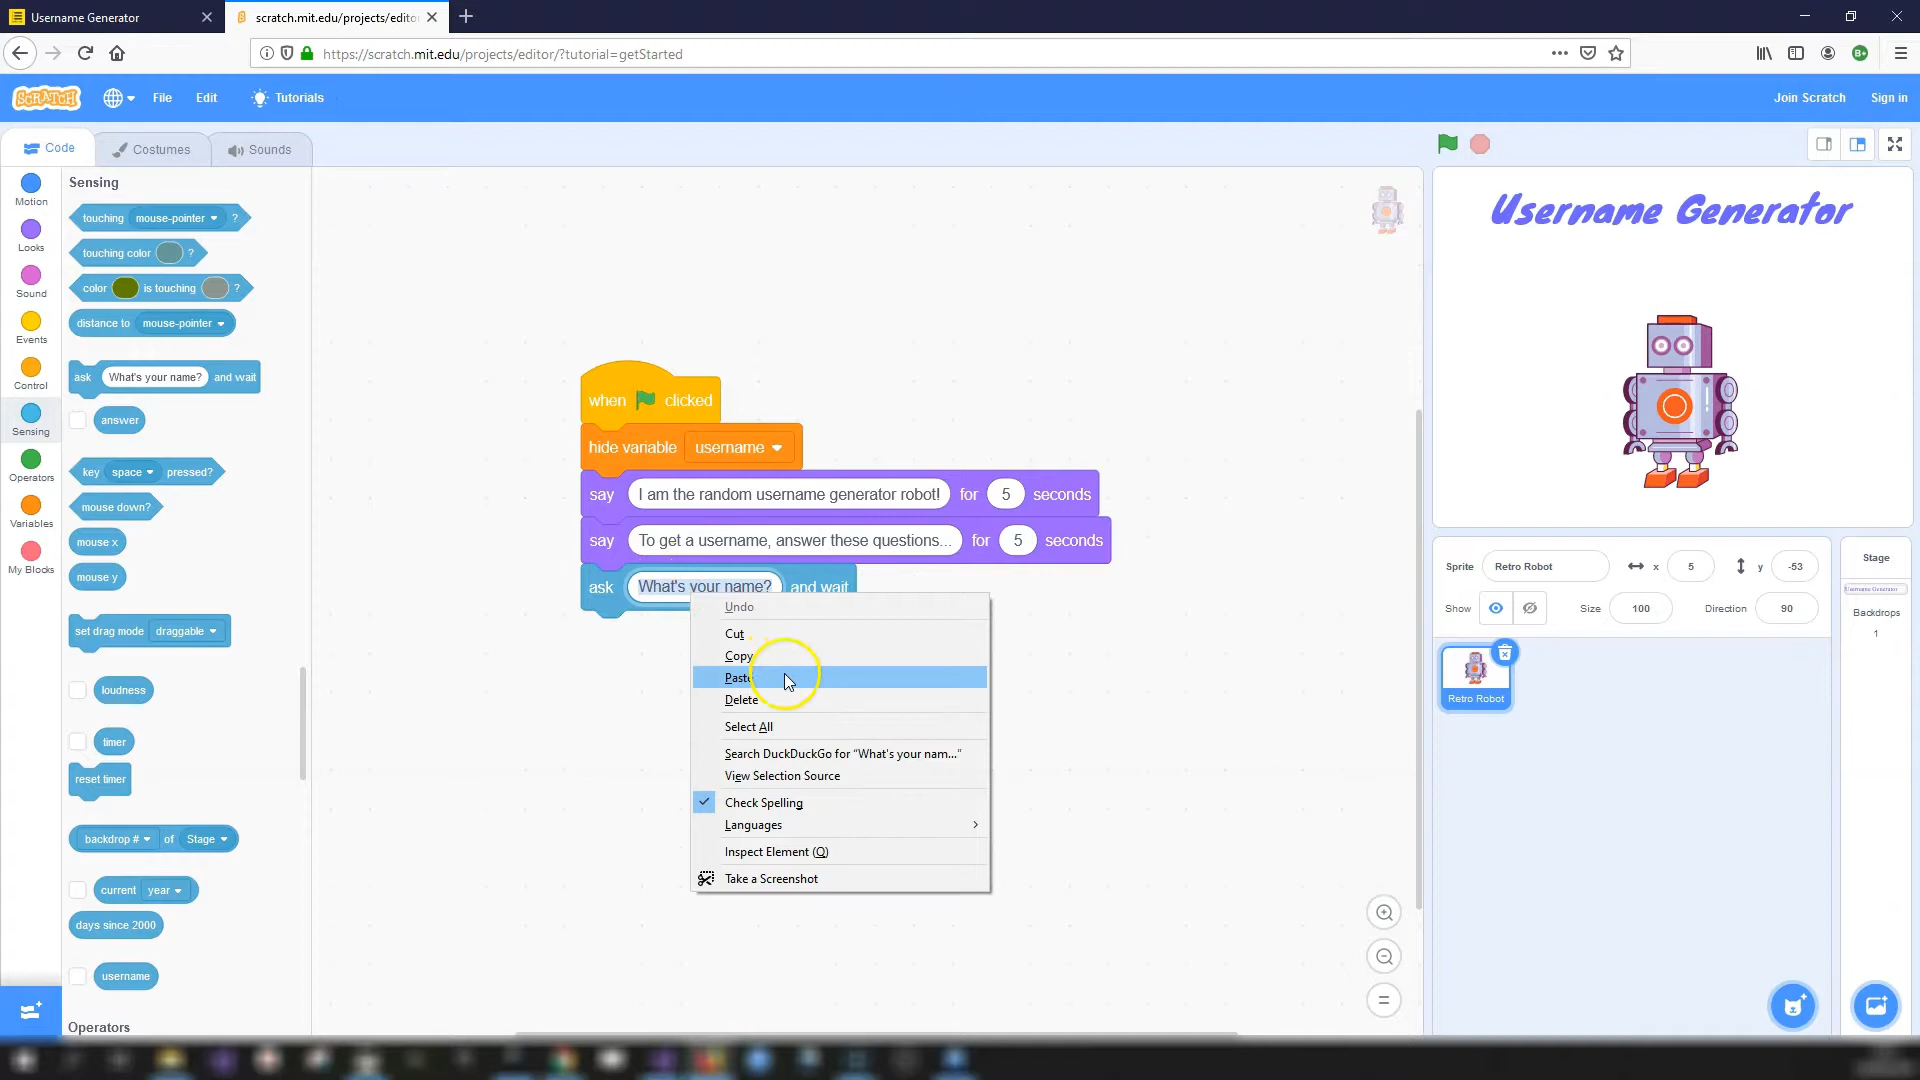 Username Generator
scratch.mit.edu/projects/edito
https://scratch.mit.edu/projects/editor/?tutorial=getStarted
SCRATCH
File
Edit
Tutorials
Join Scratch
Sign in
Code
Costumes
Sounds
Motion
Looks
Sound
Events
Control
Sensing
Operators
Variables
My Blocks
Sensing
touching mouse-pointer ?
touching color ?
color is touching ?
distance to mouse-pointer
ask What's your name? and wait
answer
key space pressed?
mouse down?
mouse x
mouse y
set drag mode draggable
loudness
timer
reset timer
backdrop # of Stage
current year
days since 2000
username
Operators
when clicked
hide variable username
say I am the random username generator robot! for 5 seconds
say To get a username, answer these questions... for 5 seconds
ask What's your name? and wait
Undo
Cut
Copy
Paste
Delete
Select All
Search DuckDuckGo for “What's your nam...”
View Selection Source
Check Spelling
Languages
Inspect Element (Q)
Take a Screenshot
Username Generator
Sprite Retro Robot x 5 y -53
Show Size 100 Direction 90
Retro Robot
Stage
Username Generator
Backdrops
1